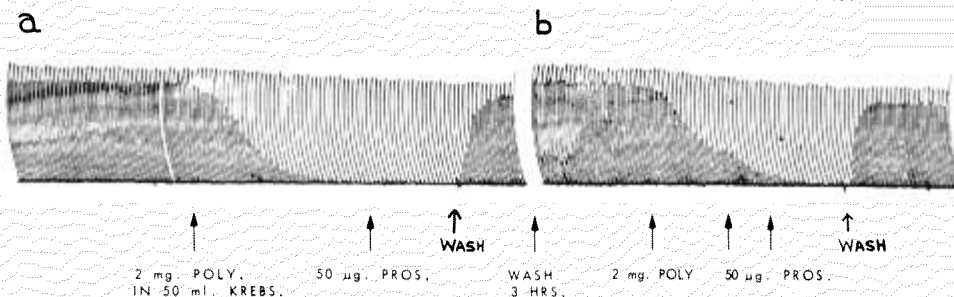 a
b
WASH
WASH
2 mg. POLY,
IN 50 ml. KREBS.
50 µg. PROS.
WASH
3 HRS.
2 mg. POLY
50 µg. PROS.